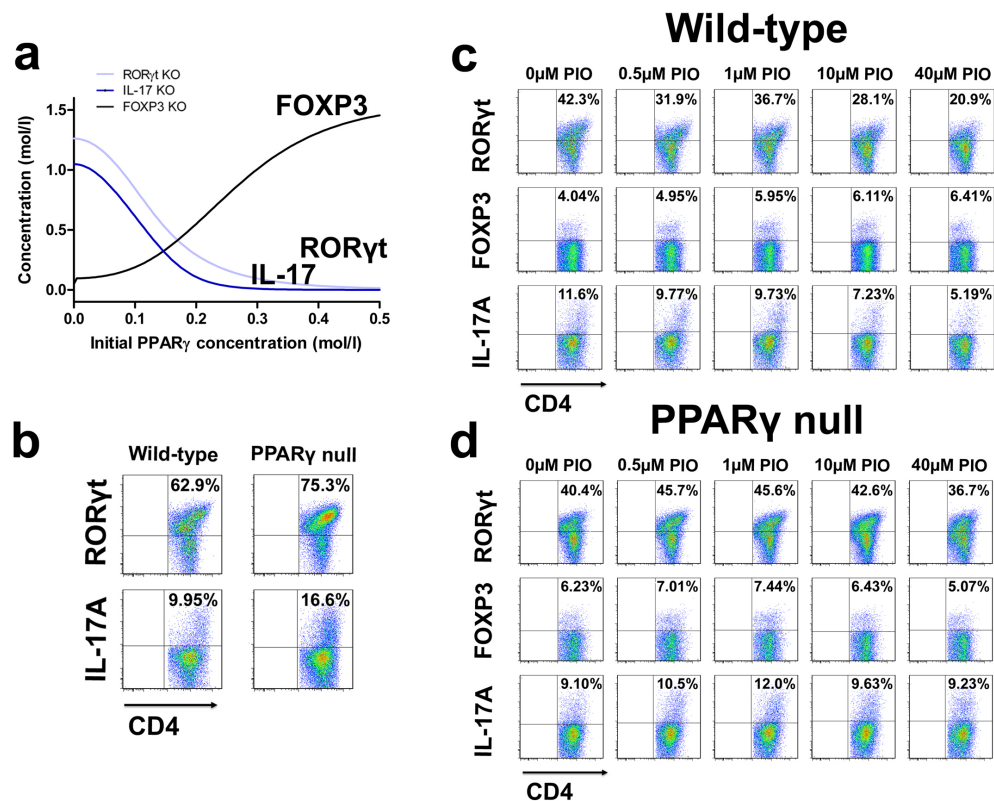 a
RORγt KO
IL-17 KO
FOXP3 KO
FOXP3
RORγt
IL-17
Concentration (mol/l)
1.5
1.0
0.5
0.0
0.0 0.1 0.2 0.3 0.4 0.5
Initial PPARγ concentration (mol/l)
b
Wild-type PPARγ null
RORγt
62.9% 75.3%
IL-17A
9.95% 16.6%
CD4
Wild-type
c
0μM PIO 0.5μM PIO 1μM PIO 10μM PIO 40μM PIO
RORγt
42.3% 31.9% 36.7% 28.1% 20.9%
FOXP3
4.04% 4.95% 5.95% 6.11% 6.41%
IL-17A
11.6% 9.77% 9.73% 7.23% 5.19%
CD4
PPARγ null
d
0μM PIO 0.5μM PIO 1μM PIO 10μM PIO 40μM PIO
RORγt
40.4% 45.7% 45.6% 42.6% 36.7%
FOXP3
6.23% 7.01% 7.44% 6.43% 5.07%
IL-17A
9.10% 10.5% 12.0% 9.63% 9.23%
CD4